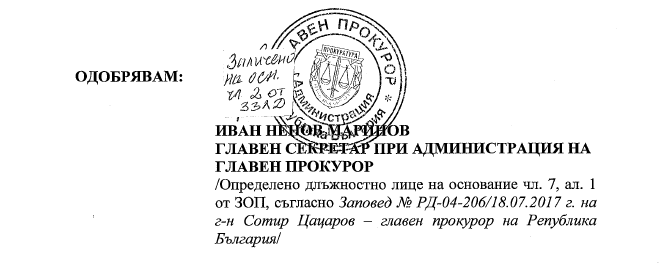 ГЛАВЕН ПРОКУРОР
ПРОКУРАТУРА
Администрация
Република България
Заличено
на осн.
чл 2 от
ЗЗЛД
ОДОБРЯВАМ:
ИВАН НЕНОВ МАРИНОВ
ГЛАВЕН СЕКРЕТАР ПРИ АДМИНИСТРАЦИЯ НА
ГЛАВЕН ПРОКУРОР
/Определено длъжностно лице на основание чл. 7, ал. 1
от ЗОП, съгласно Заповед № РД-04-206/18.07.2017 г. на
г-н Сотир Цацаров – главен прокурор на Република
България/